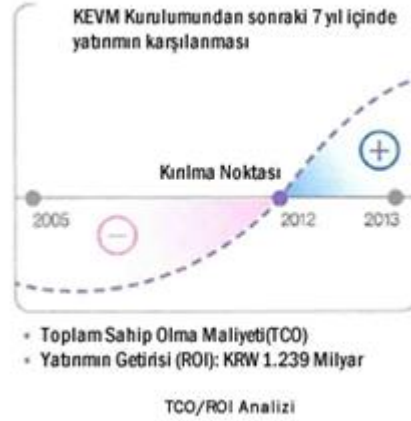 KEVM Kurulumundan sonraki 7 yıl içinde
yatırımın karşılanması
Kırılma Noktası
+
2005
−
2012
2013
• Toplam Sahip Olma Maliyeti(TCO)
• Yatırımın Getirisi (ROI): KRW 1.239 Milyar
TCO/ROI Analizi